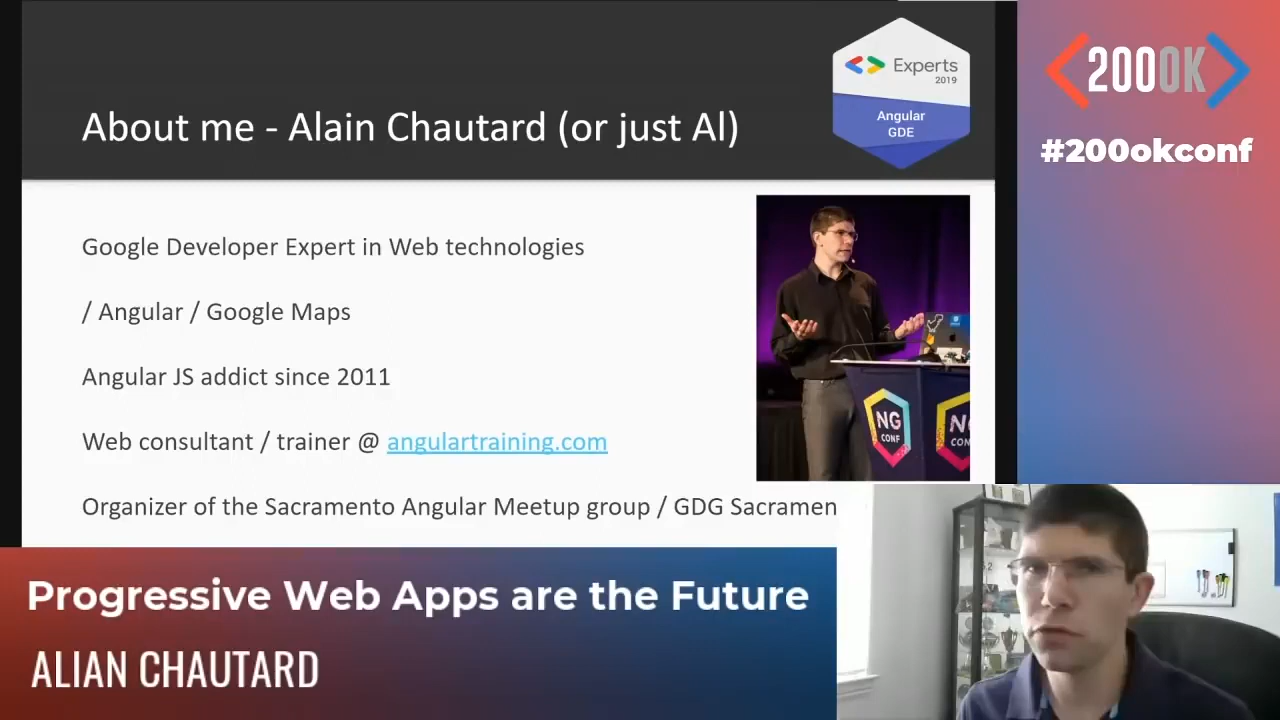 Experts
2019
Angular
GDE
About me - Alain Chautard (or just Al)
Google Developer Expert in Web technologies
/ Angular / Google Maps
Angular JS addict since 2011
Web consultant / trainer @ angulartraining.com
Organizer of the Sacramento Angular Meetup group / GDG Sacramen
NG
CONF
NG
CON
<200OK>
#200okconf
Progressive Web Apps are the Future
ALIAN CHAUTARD